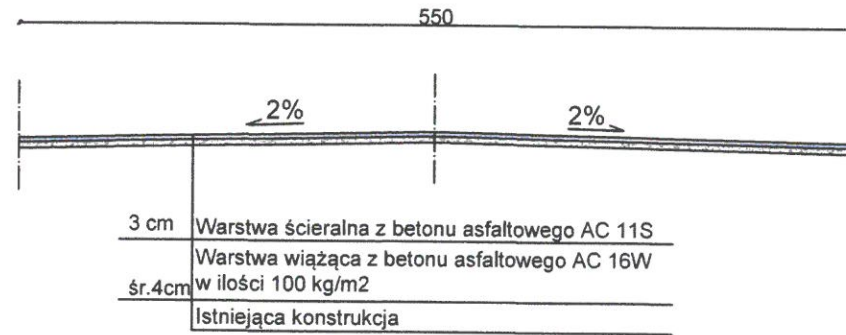 550
2%
2%
3 cm Warstwa ścieralna z betonu asfaltowego AC 11S
Warstwa wiążąca z betonu asfaltowego AC 16W
śr.4cm w ilości 100 kg/m2
Istniejąca konstrukcja